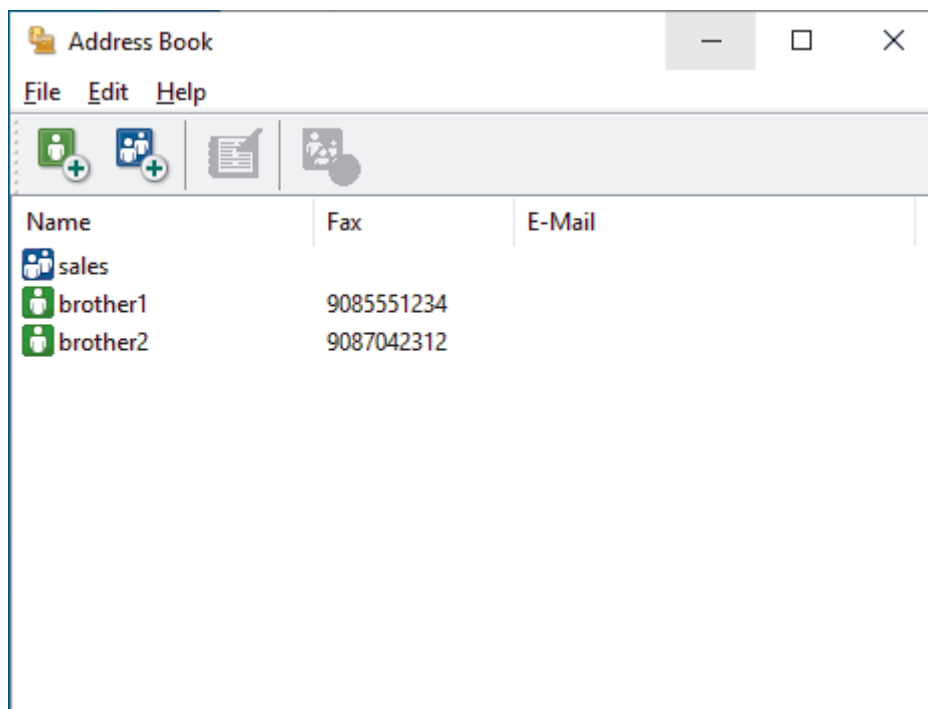 Address Book
File Edit Help
Name Fax E-Mail
sales
brother1 9085551234
brother2 9087042312